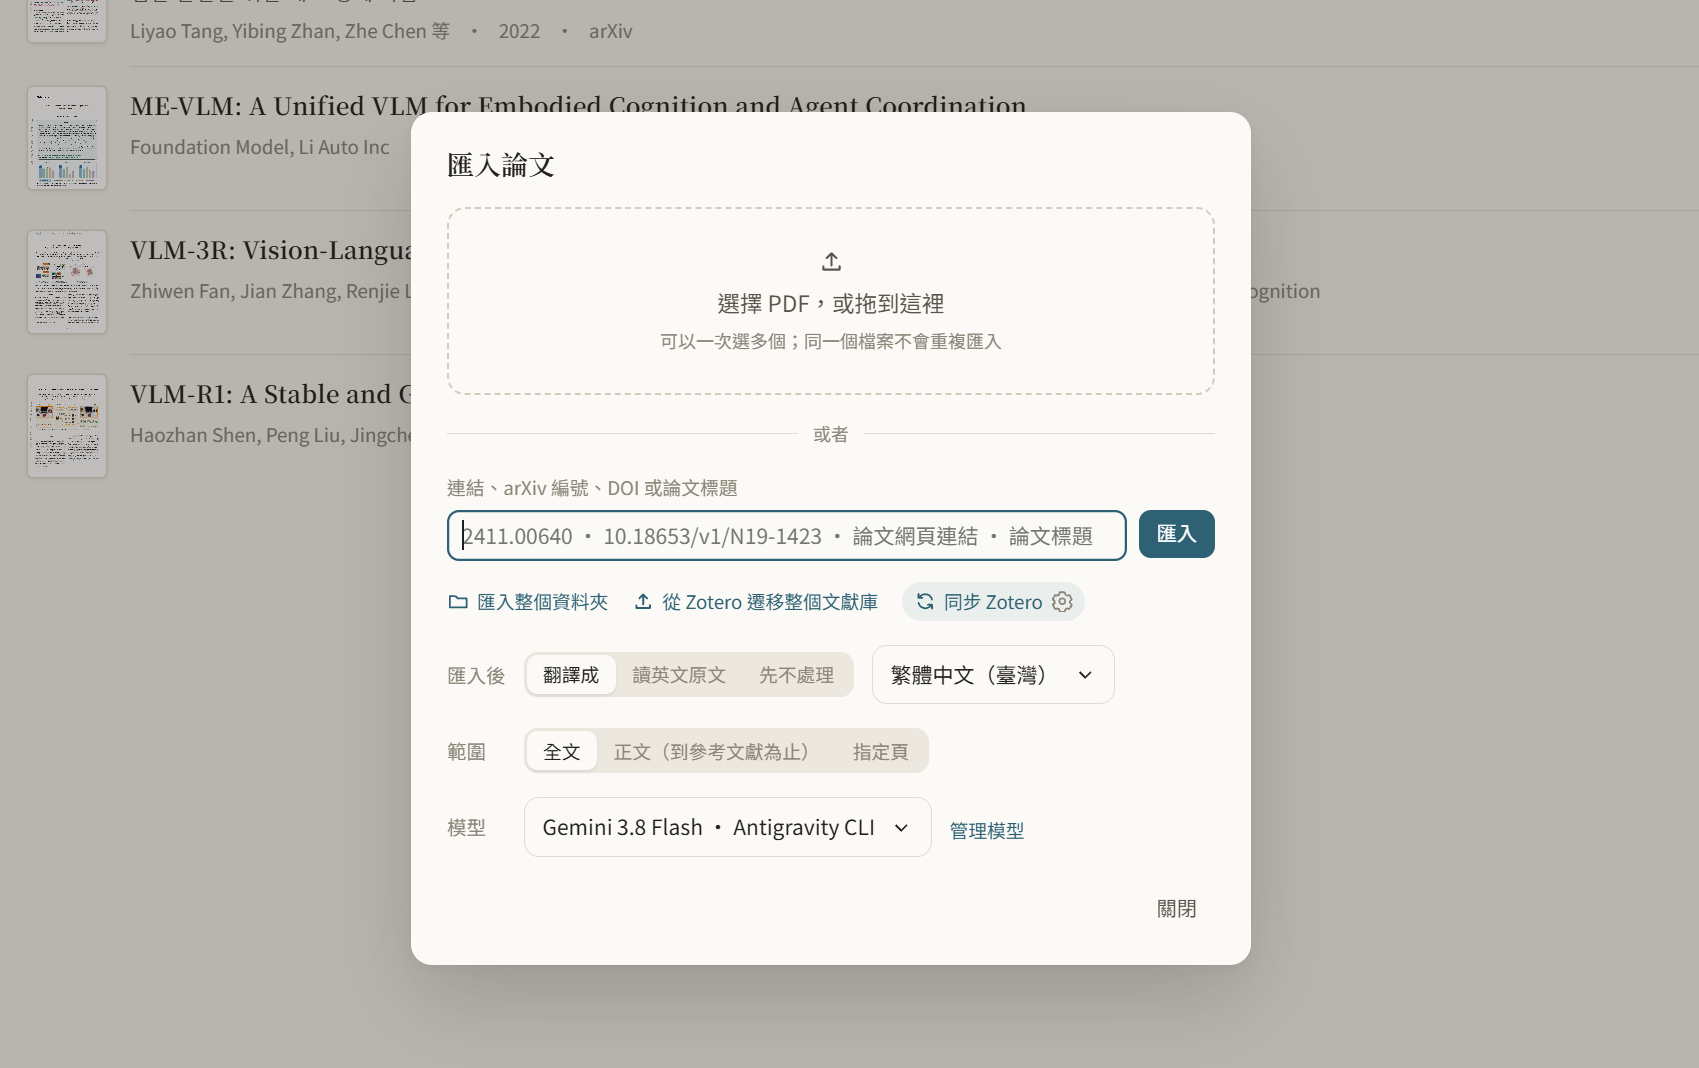 Liyao Tang, Yibing Zhan, Zhe Chen 等 · 2022 · arXiv
ME-VLM: A Unified VLM for Embodied Cognition and Agent Coordination
Foundation Model, Li Auto Inc
VLM-3R: Vision-Langua
Zhiwen Fan, Jian Zhang, Renjie L
ognition
VLM-R1: A Stable and G
Haozhan Shen, Peng Liu, Jingche
匯入論文
選擇 PDF，或拖到這裡
可以一次選多個；同一個檔案不會重複匯入
或者
連結、arXiv 編號、DOI 或論文標題
2411.00640 · 10.18653/v1/N19-1423 · 論文網頁連結 · 論文標題
匯入
匯入整個資料夾 從 Zotero 遷移整個文獻庫 同步 Zotero
匯入後 翻譯成 讀英文原文 先不處理 繁體中文（臺灣）
範圍 全文 正文（到參考文獻為止） 指定頁
模型 Gemini 3.8 Flash · Antigravity CLI 管理模型
關閉